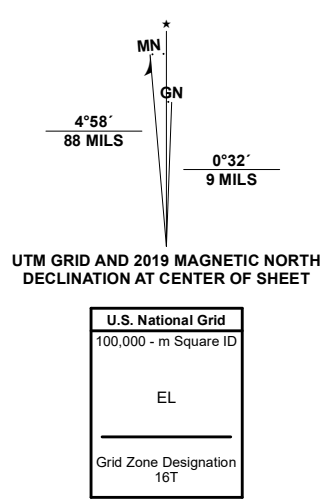 ★
MN
GN
4°58´
88 MILS
0°32´
9 MILS
UTM GRID AND 2019 MAGNETIC NORTH
DECLINATION AT CENTER OF SHEET
U.S. National Grid
100,000 - m Square ID
EL
Grid Zone Designation
16T